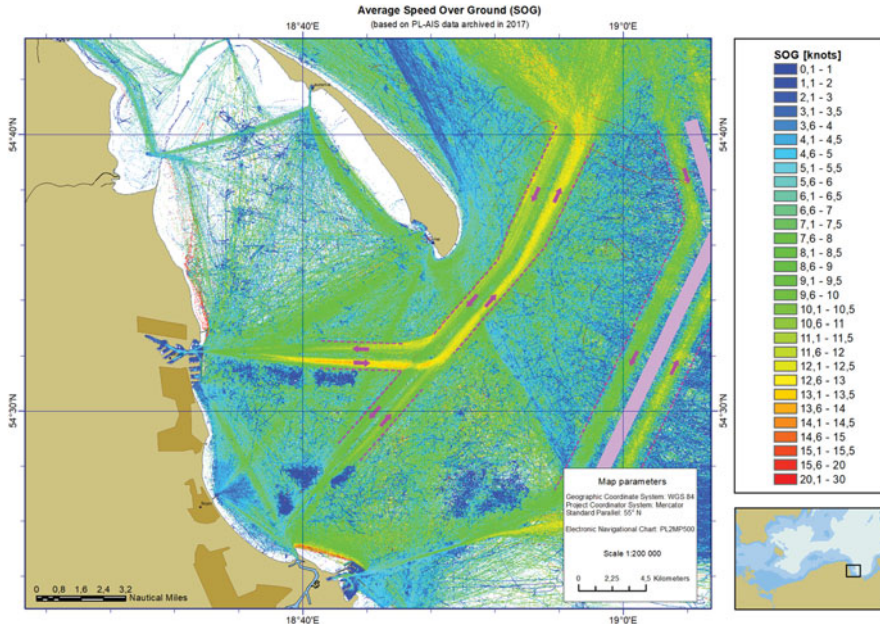 Average Speed Over Ground (SOG)
(based on PL-AIS data archived in 2017)
18°40'E
19°0'E
54°40'N
54°40'N
54°30'N
54°30'N
18°40'E
19°0'E
0 0,8 1,6 2,4 3,2
Nautical Miles
Map parameters
Geographic Coordinate System: WGS 84
Project Coordinator System: Mercator
Standard Parallel: 55° N
Electronic Navigational Chart: PL2MP500
Scale 1:200 000
0 2,25 4,5 Kilometers
SOG [knots]
0,1 - 1
1,1 - 2
2,1 - 3
3,1 - 3,5
3,6 - 4
4,1 - 4,5
4,6 - 5
5,1 - 5,5
5,6 - 6
6,1 - 6,5
6,6 - 7
7,1 - 7,5
7,6 - 8
8,1 - 8,5
8,6 - 9
9,1 - 9,5
9,6 - 10
10,1 - 10,5
10,6 - 11
11,1 - 11,5
11,6 - 12
12,1 - 12,5
12,6 - 13
13,1 - 13,5
13,6 - 14
14,1 - 14,5
14,6 - 15
15,1 - 15,5
15,6 - 20
20,1 - 30